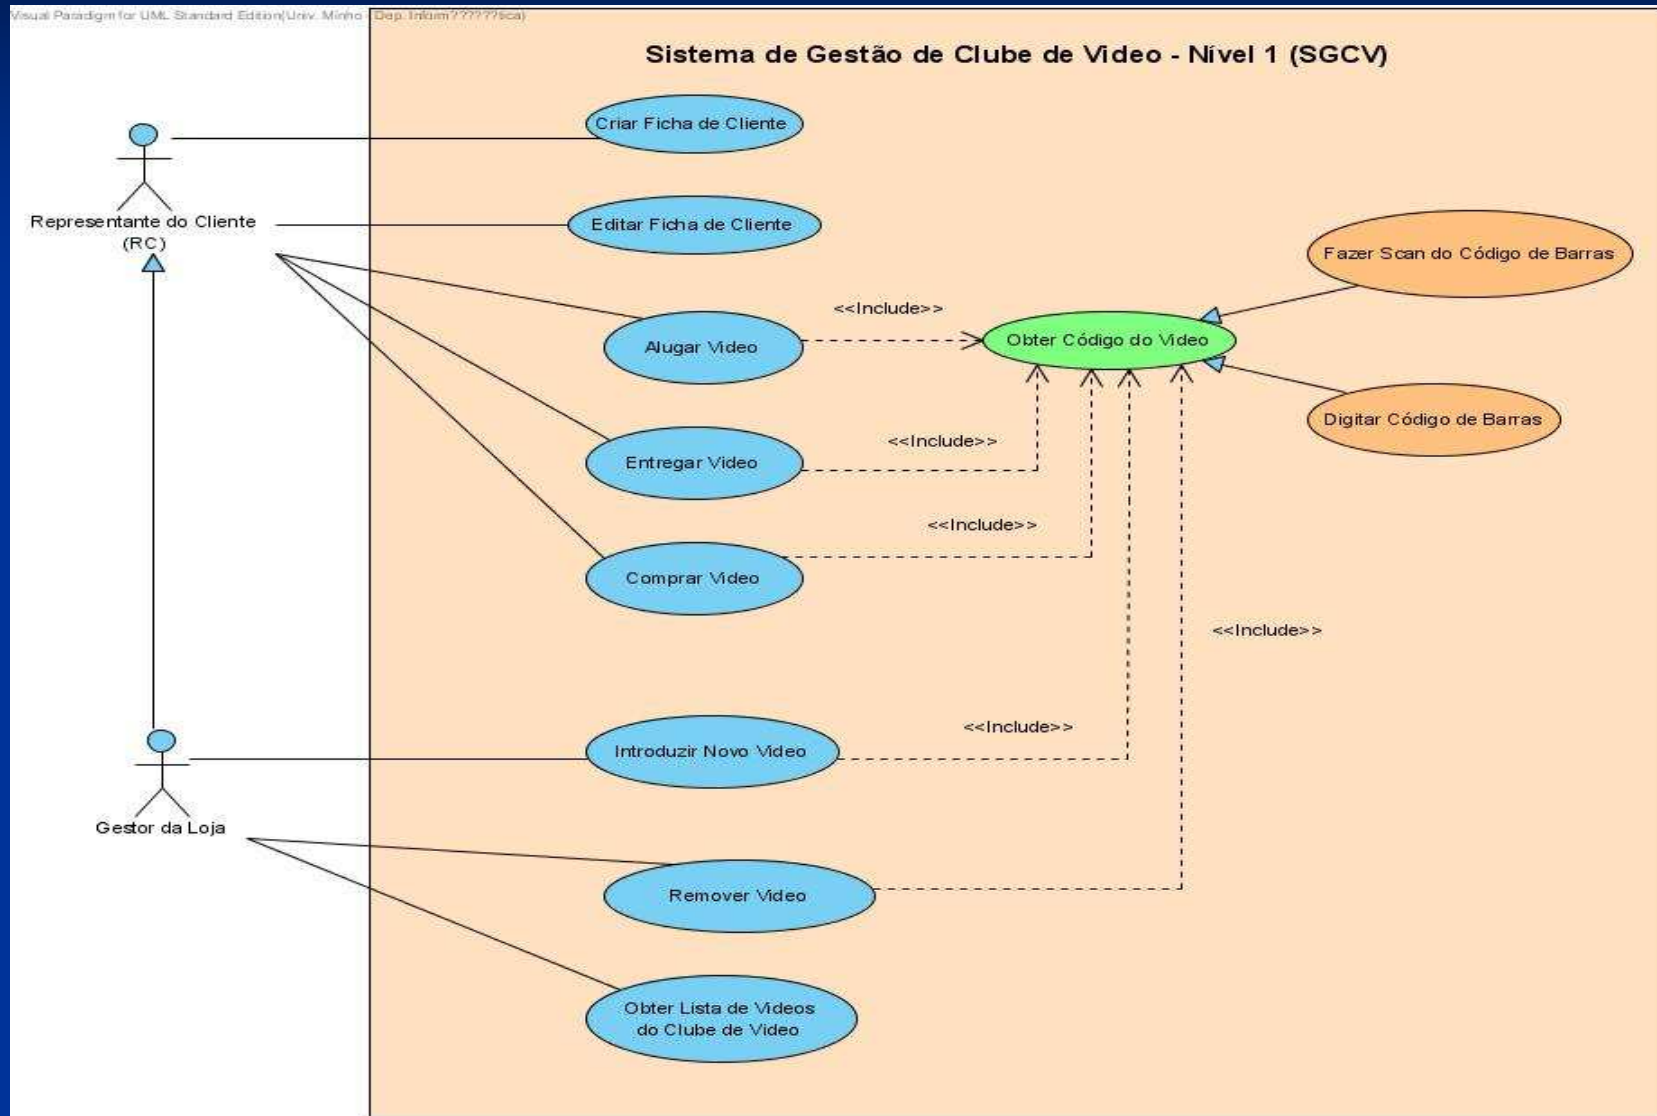 Visual Paradigm for UML Standard Edition(Univ. Minho - Dep. Inform??????tica)
Sistema de Gestão de Clube de Video - Nível 1 (SGCV)
Criar Ficha de Cliente
Representante do Cliente
(RC)
Editar Ficha de Cliente
Fazer Scan do Código de Barras
<<Include>>
Alugar Video
Obter Código do Video
Digitar Código de Barras
<<Include>>
Entregar Video
<<Include>>
Comprar Video
<<Include>>
<<Include>>
Introduzir Novo Video
Gestor da Loja
Remover Video
Obter Lista de Videos
do Clube de Video